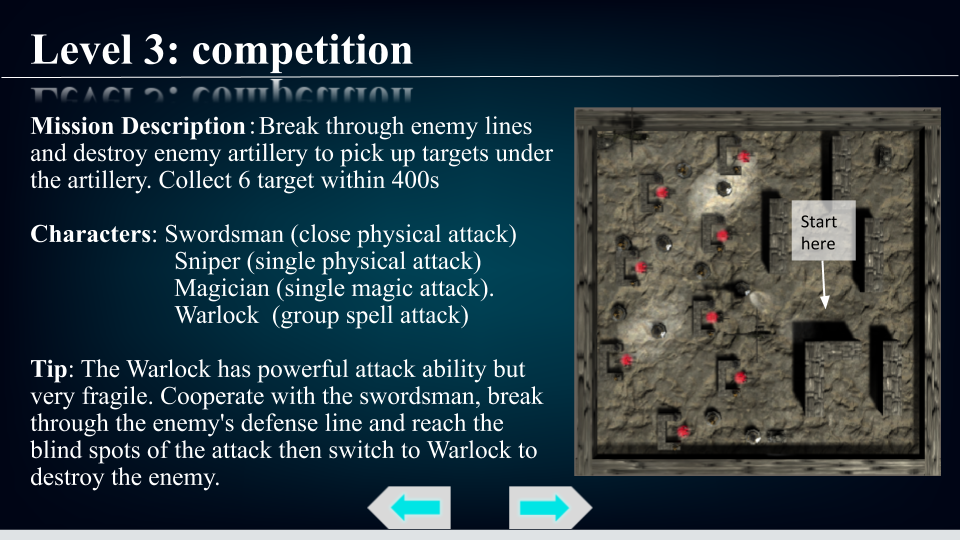 Level 3: competition
Mission Description：Break through enemy lines
and destroy enemy artillery to pick up targets under
the artillery. Collect 6 target within 400s
Characters: Swordsman (close physical attack)
Sniper (single physical attack)
Magician (single magic attack).
Warlock (group spell attack)
Tip: The Warlock has powerful attack ability but
very fragile. Cooperate with the swordsman, break
through the enemy's defense line and reach the
blind spots of the attack then switch to Warlock to
destroy the enemy.
Start
here